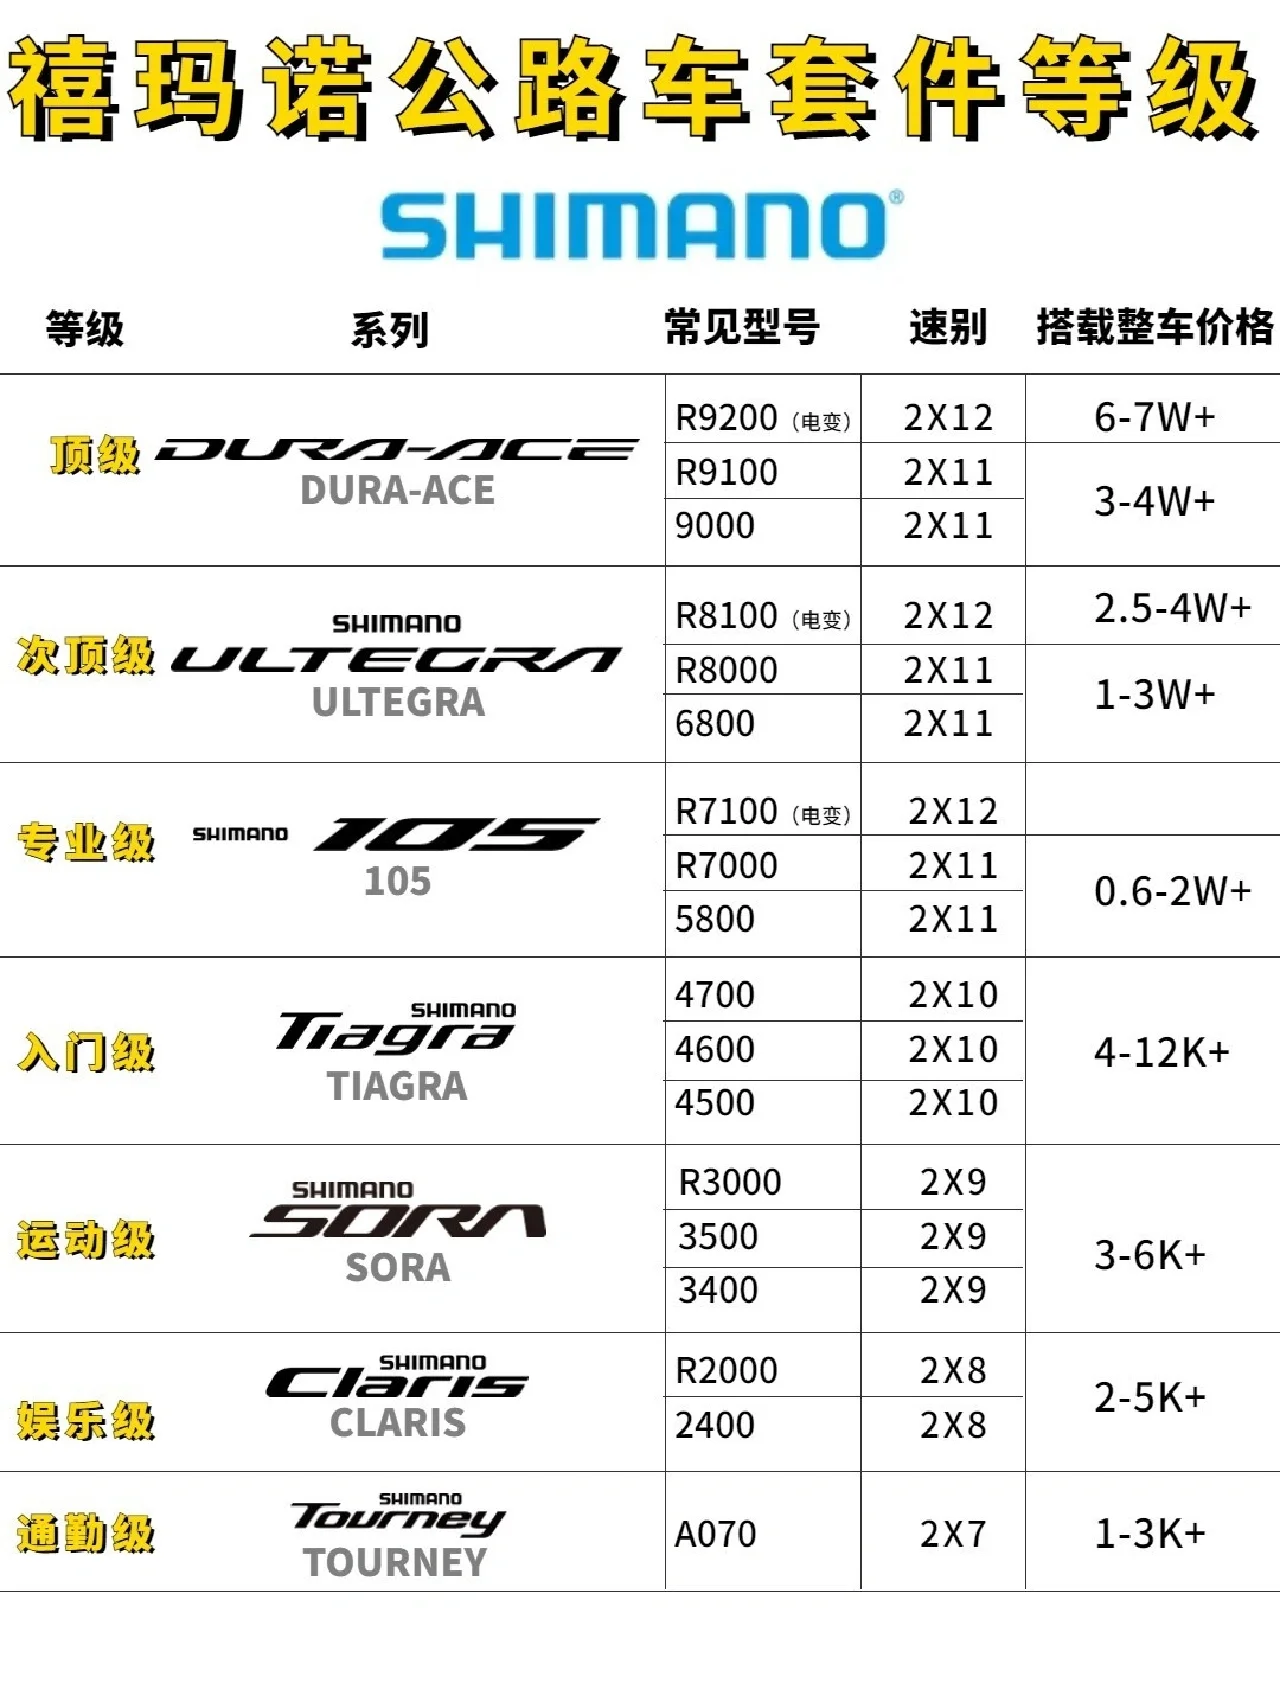 禧玛诺公路车套件等级
SHIMANO®
等级 系列 常见型号 速别 搭载整车价格
顶级 DURA-ACE
DURA-ACE
R9200（电变） 2X12 6-7W+
R9100 2X11
3-4W+
9000 2X11
次顶级 SHIMANO
ULTEGRA
ULTEGRA
R8100（电变） 2X12 2.5-4W+
R8000 2X11
1-3W+
6800 2X11
专业级 SHIMANO 105
105
R7100（电变） 2X12
R7000 2X11
0.6-2W+
5800 2X11
入门级 SHIMANO
Tiagra
TIAGRA
4700 2X10
4600 2X10 4-12K+
4500 2X10
运动级 SHIMANO
SORA
SORA
R3000 2X9
3500 2X9 3-6K+
3400 2X9
娱乐级 SHIMANO
Claris
CLARIS
R2000 2X8
2-5K+
2400 2X8
通勤级 SHIMANO
Tourney
TOURNEY
A070 2X7 1-3K+